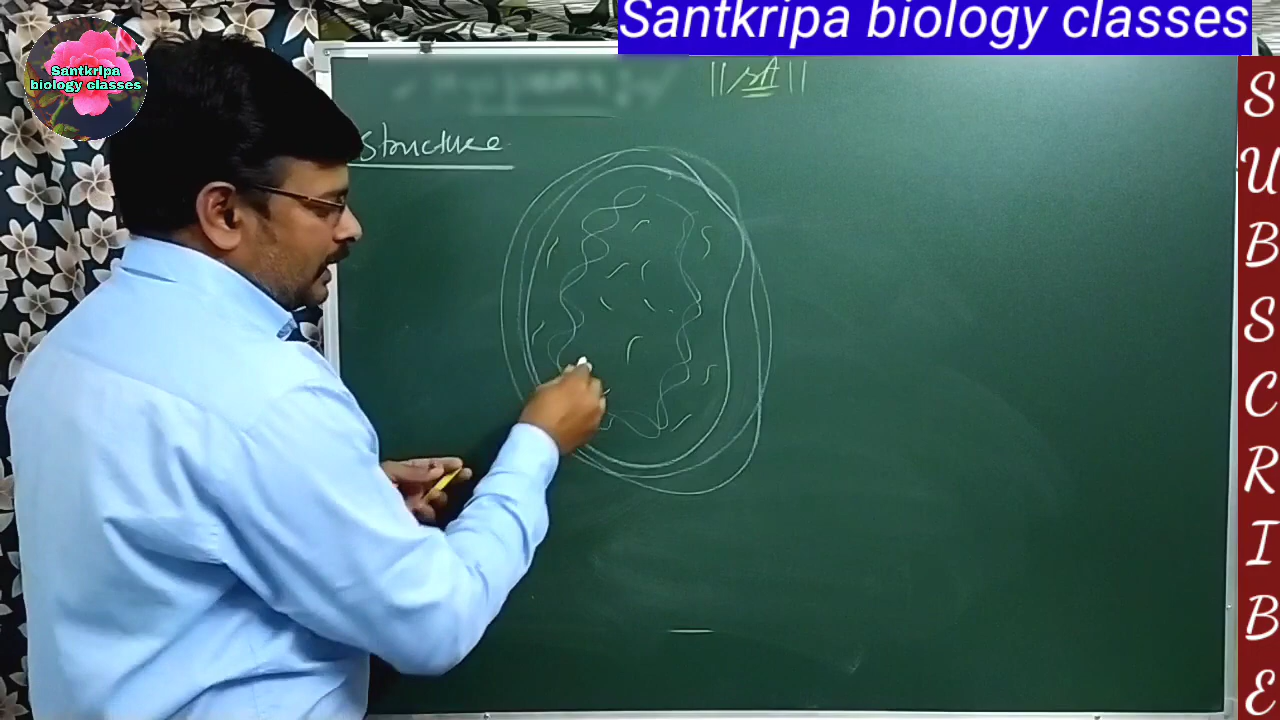 Santkripa biology classes
Santkripa
biology classes
Structure
SUBSCRIBE